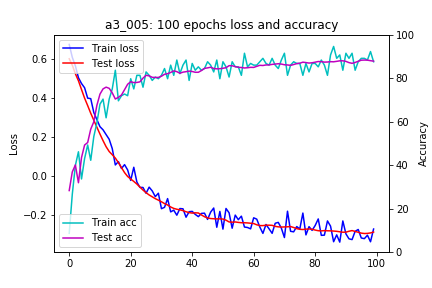 a3_005: 100 epochs loss and accuracy
Train loss
Test loss
Train acc
Test acc
Loss
0.6
0.4
0.2
0.0
−0.2
Accuracy
100
80
60
40
20
0
0 20 40 60 80 100